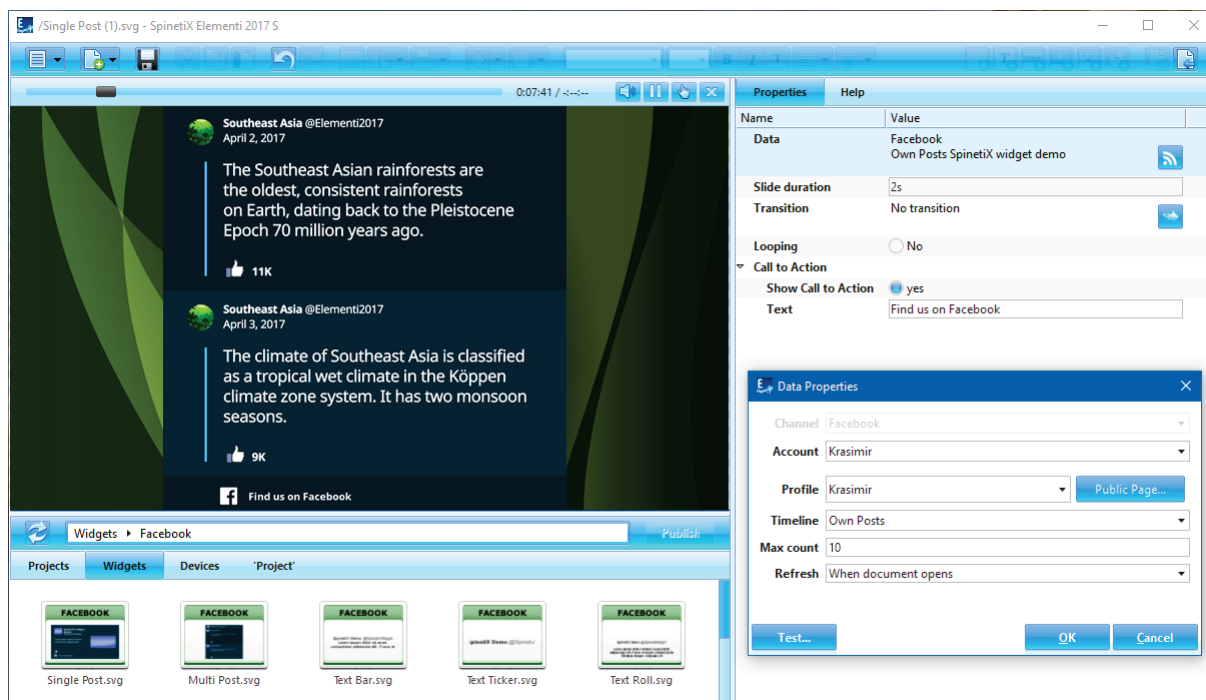 /Single Post (1).svg - SpinetiX Elementi 2017 S
B I T
0:07:41 / -:--:--
Southeast Asia @Elementi2017
April 2, 2017
The Southeast Asian rainforests are
the oldest, consistent rainforests
on Earth, dating back to the Pleistocene
Epoch 70 million years ago.
11K
Southeast Asia @Elementi2017
April 3, 2017
The climate of Southeast Asia is classified
as a tropical wet climate in the Köppen
climate zone system. It has two monsoon
seasons.
9K
Find us on Facebook
Widgets Facebook
Publish
Projects Widgets Devices 'Project'
FACEBOOK FACEBOOK FACEBOOK FACEBOOK FACEBOOK
Single Post.svg Multi Post.svg Text Bar.svg Text Ticker.svg Text Roll.svg
Properties Help
Name Value
Data Facebook
Own Posts SpinetiX widget demo
Slide duration 2s
Transition No transition
Looping No
Call to Action
Show Call to Action yes
Text Find us on Facebook
Data Properties
Channel Facebook
Account Krasimir
Profile Krasimir Public Page...
Timeline Own Posts
Max count 10
Refresh When document opens
Test... OK Cancel